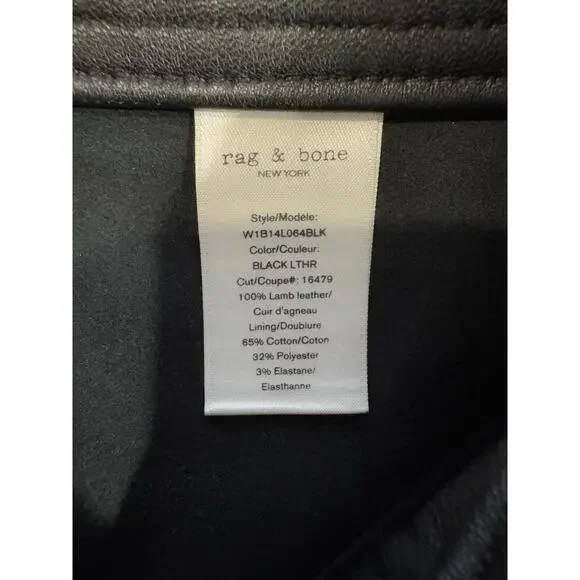 rag & bone
NEW YORK
Style/Modèle:
W1B14L064BLK
Color/Couleur:
BLACK LTHR
Cut/Coupe#: 16479
100% Lamb leather/
Cuir d'agneau
Lining/Doublure
65% Cotton/Coton
32% Polyester
3% Elastane/
Elasthanne